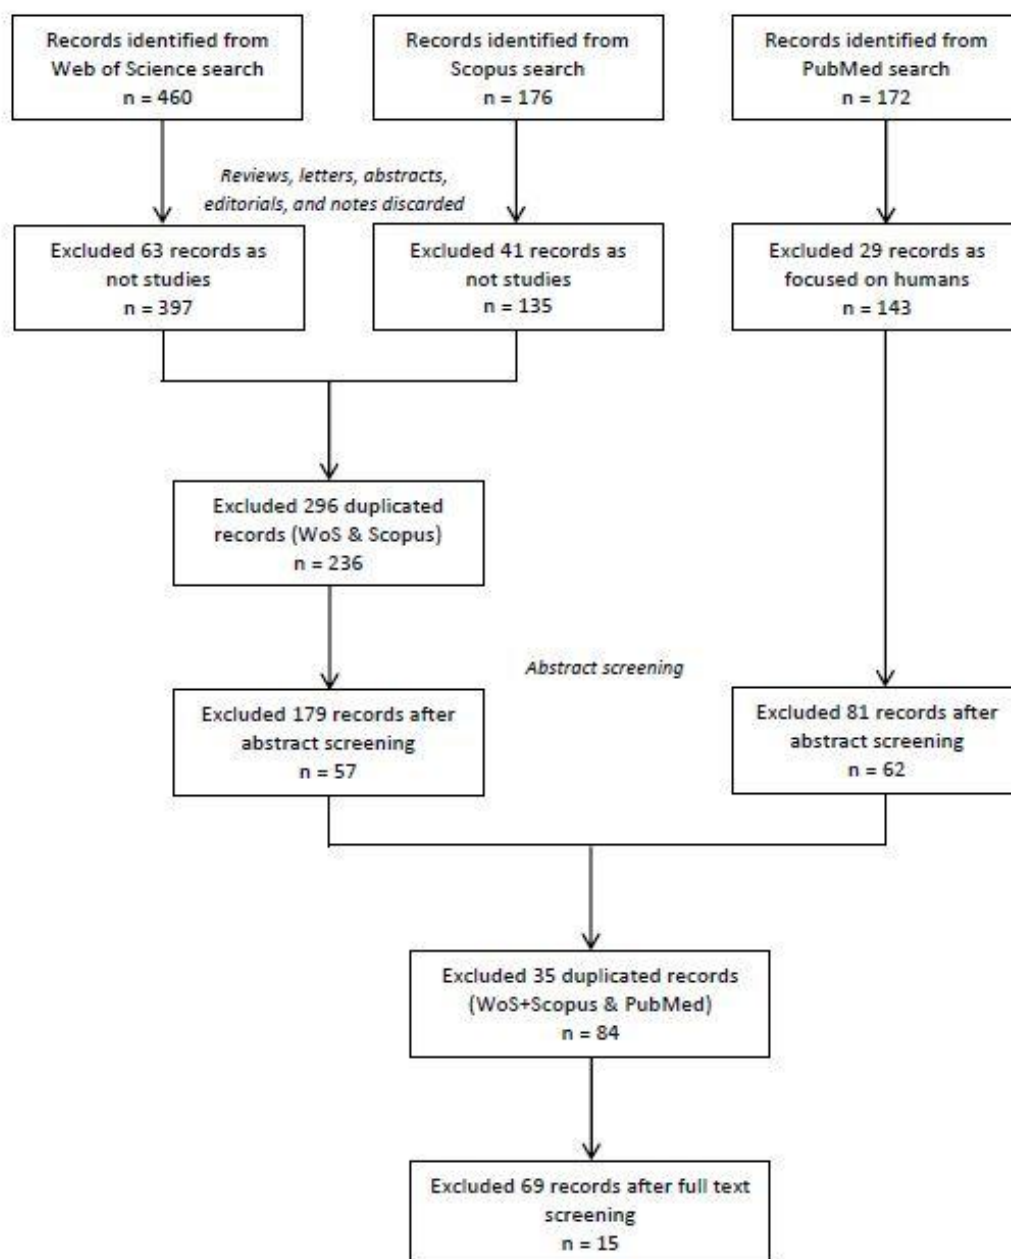 Records identified from
Web of Science search
n = 460
Records identified from
Scopus search
n = 176
Records identified from
PubMed search
n = 172
Reviews, letters, abstracts,
editorials, and notes discarded
Excluded 63 records as
not studies
n = 397
Excluded 41 records as
not studies
n = 135
Excluded 29 records as
focused on humans
n = 143
Excluded 296 duplicated
records (WoS & Scopus)
n = 236
Abstract screening
Excluded 179 records after
abstract screening
n = 57
Excluded 81 records after
abstract screening
n = 62
Excluded 35 duplicated records
(WoS+Scopus & PubMed)
n = 84
Excluded 69 records after full text
screening
n = 15